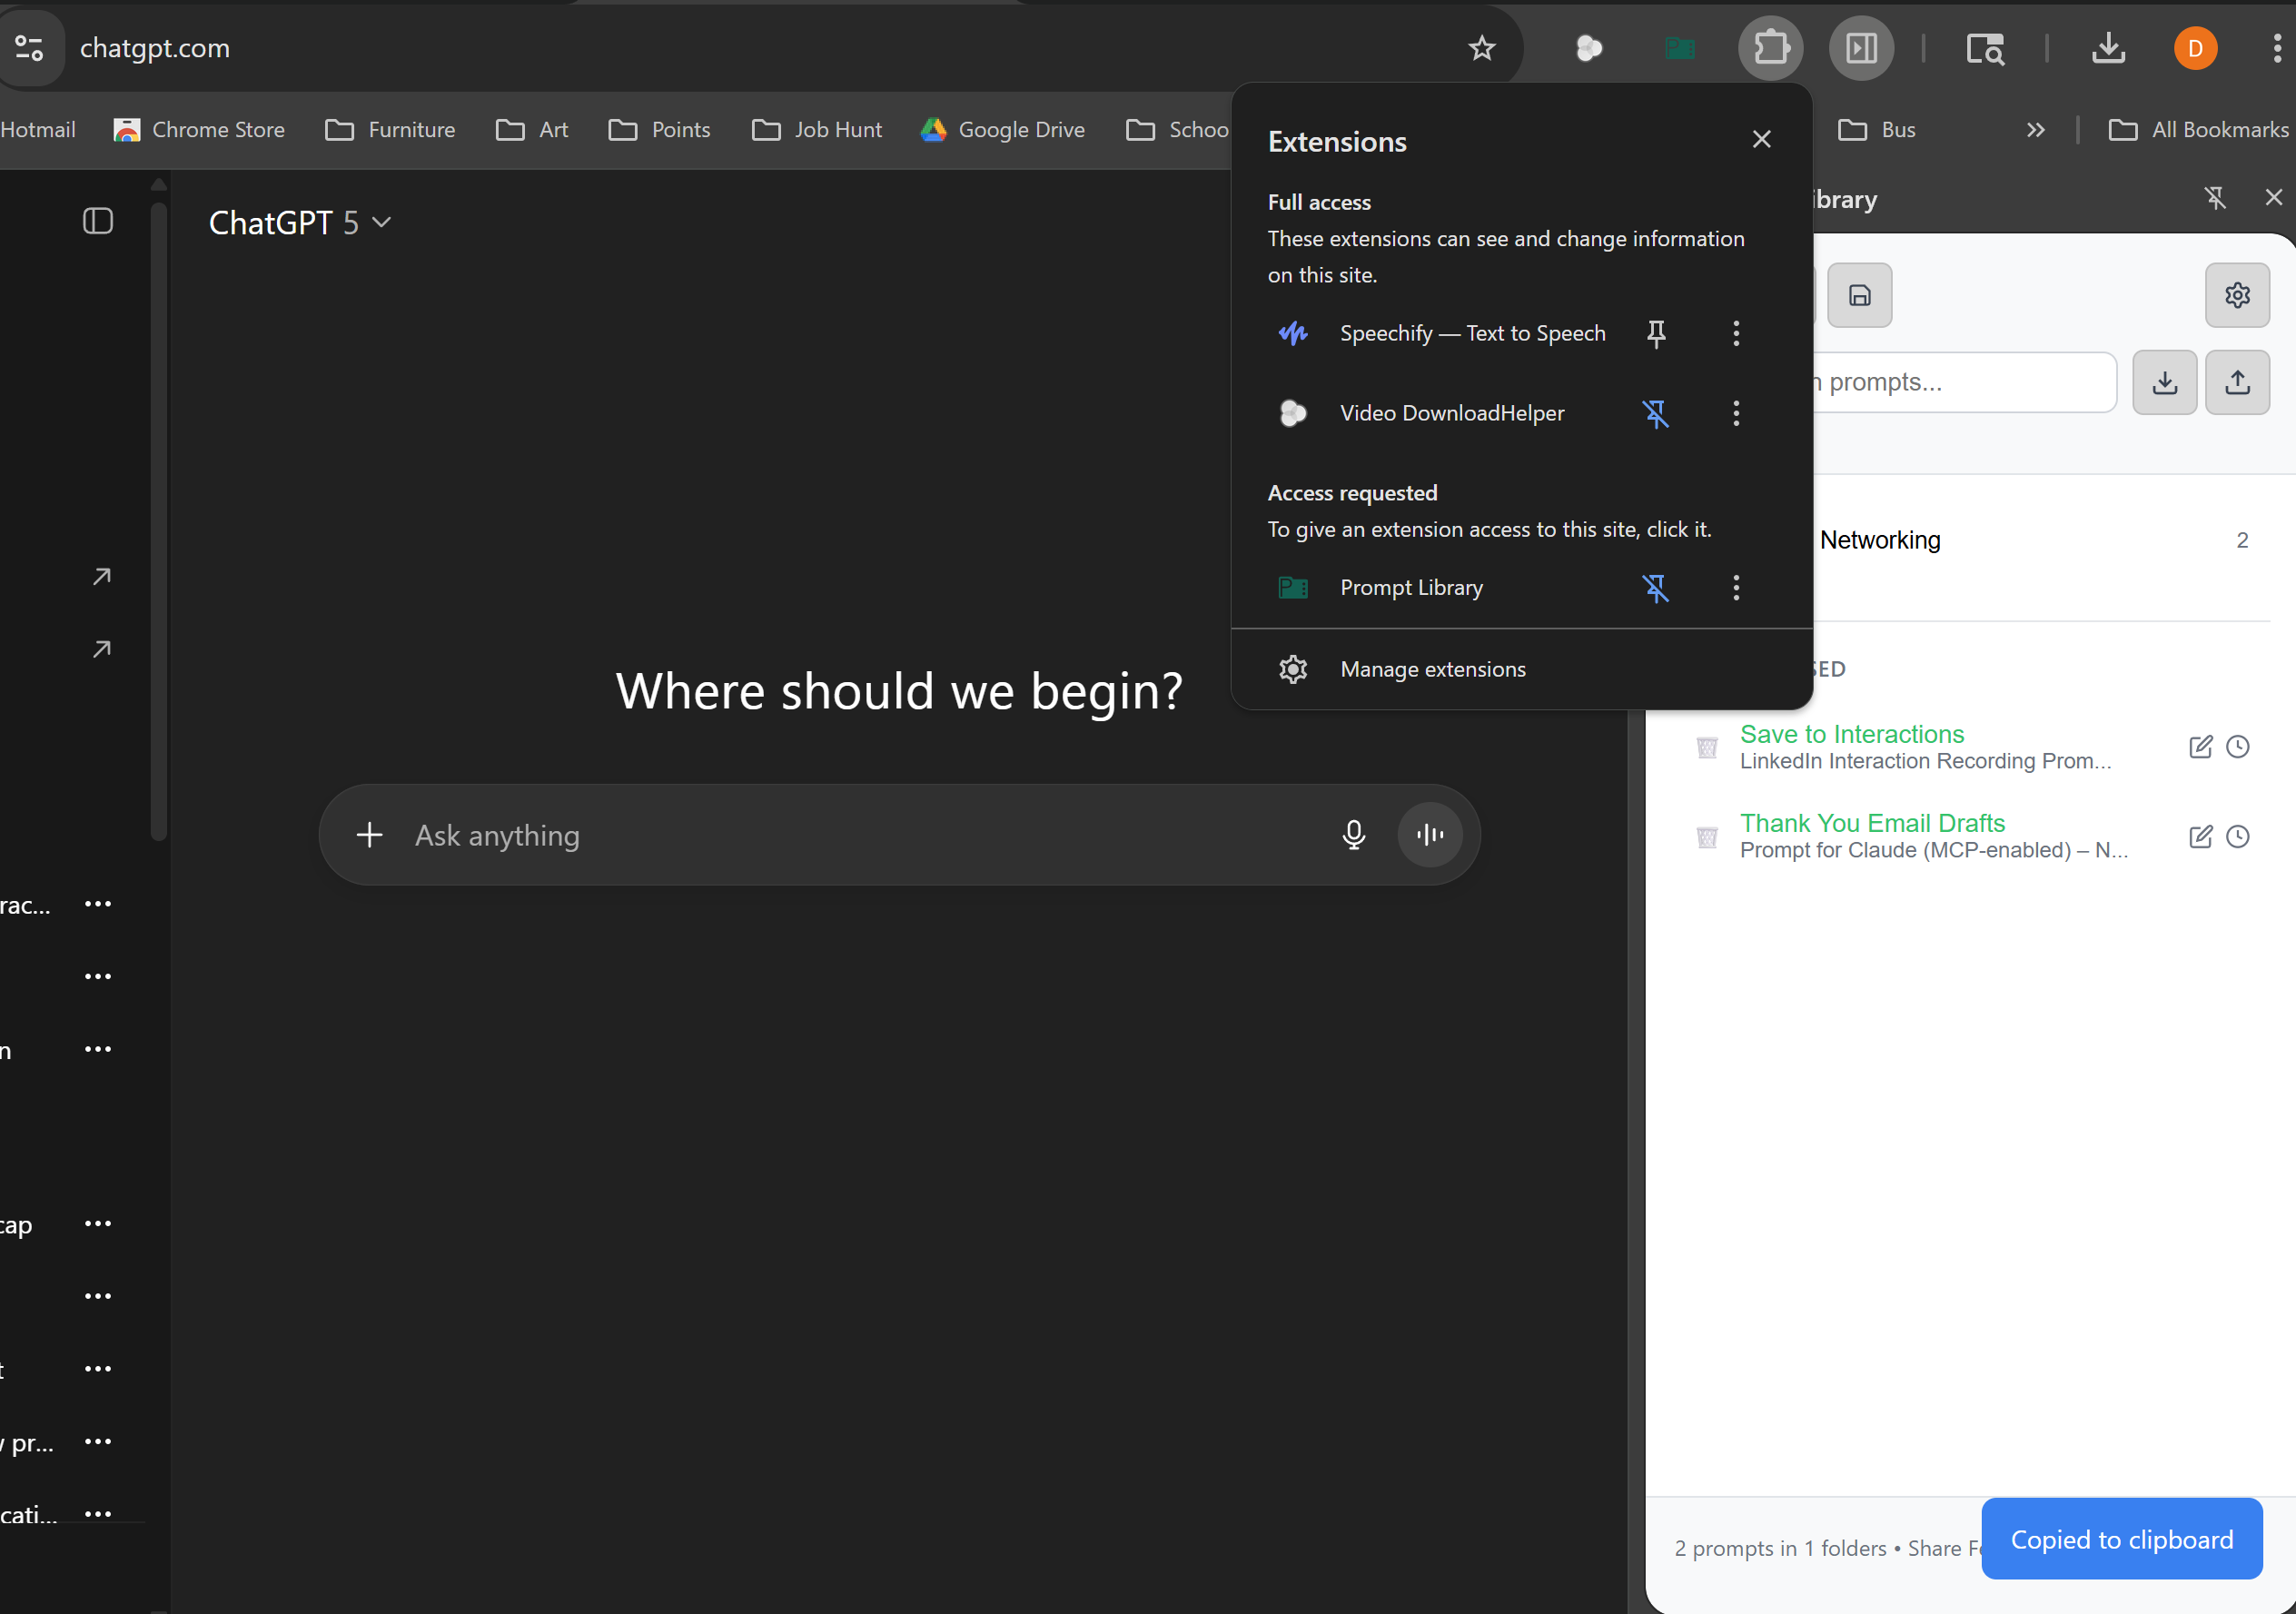 chatgpt.com
D
Hotmail
Chrome Store
Furniture
Art
Points
Job Hunt
Google Drive
Schoo
Bus
All Bookmarks
ChatGPT 5
Where should we begin?
Ask anything
rac...
n
cap
t
pr...
cati...
Extensions
Full access
These extensions can see and change information
on this site.
Speechify — Text to Speech
Video DownloadHelper
Access requested
To give an extension access to this site, click it.
Prompt Library
Manage extensions
ibrary
prompts...
Networking
2
SED
Save to Interactions
LinkedIn Interaction Recording Prom...
Thank You Email Drafts
Prompt for Claude (MCP-enabled) – N...
2 prompts in 1 folders • Share Fe
Copied to clipboard